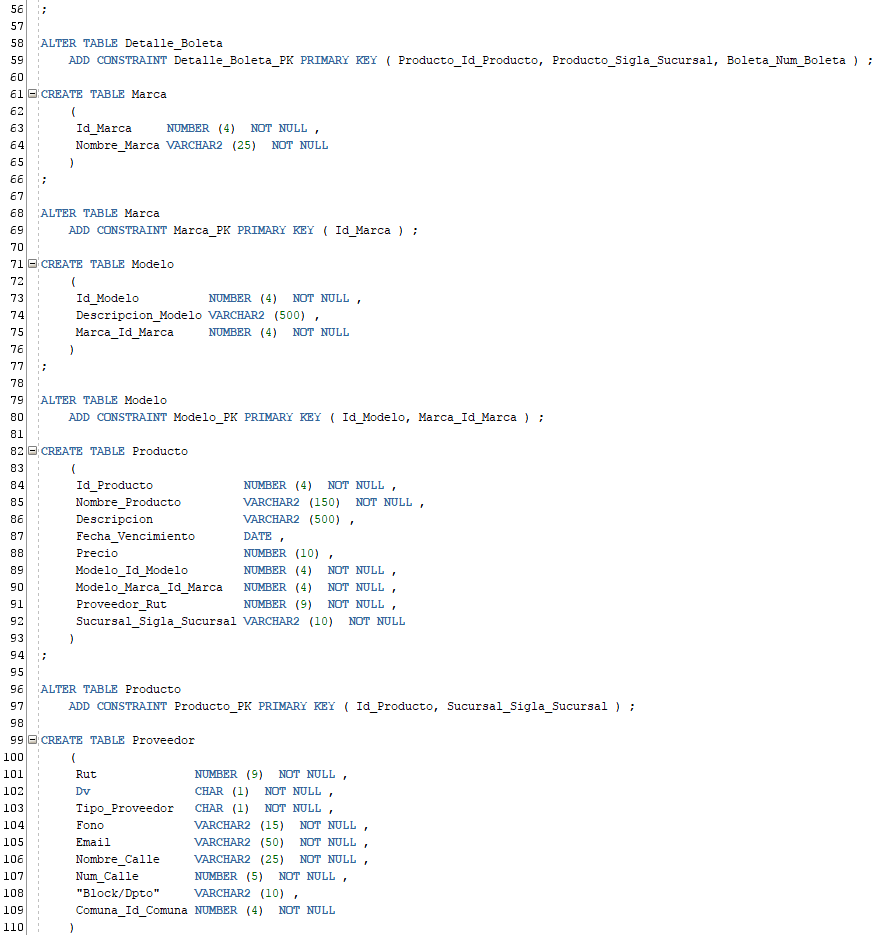 56 ;
57
58 ALTER TABLE Detalle_Boleta
59 ADD CONSTRAINT Detalle_Boleta_PK PRIMARY KEY ( Producto_Id_Producto, Producto_Sigla_Sucursal, Boleta_Num_Boleta ) ;
60
61 CREATE TABLE Marca
62 (
63 Id_Marca NUMBER (4) NOT NULL ,
64 Nombre_Marca VARCHAR2 (25) NOT NULL
65 )
66 ;
67
68 ALTER TABLE Marca
69 ADD CONSTRAINT Marca_PK PRIMARY KEY ( Id_Marca ) ;
70
71 CREATE TABLE Modelo
72 (
73 Id_Modelo NUMBER (4) NOT NULL ,
74 Descripcion_Modelo VARCHAR2 (500) ,
75 Marca_Id_Marca NUMBER (4) NOT NULL
76 )
77 ;
78
79 ALTER TABLE Modelo
80 ADD CONSTRAINT Modelo_PK PRIMARY KEY ( Id_Modelo, Marca_Id_Marca ) ;
81
82 CREATE TABLE Producto
83 (
84 Id_Producto NUMBER (4) NOT NULL ,
85 Nombre_Producto VARCHAR2 (150) NOT NULL ,
86 Descripcion VARCHAR2 (500) ,
87 Fecha_Vencimiento DATE ,
88 Precio NUMBER (10) ,
89 Modelo_Id_Modelo NUMBER (4) NOT NULL ,
90 Modelo_Marca_Id_Marca NUMBER (4) NOT NULL ,
91 Proveedor_Rut NUMBER (9) NOT NULL ,
92 Sucursal_Sigla_Sucursal VARCHAR2 (10) NOT NULL
93 )
94 ;
95
96 ALTER TABLE Producto
97 ADD CONSTRAINT Producto_PK PRIMARY KEY ( Id_Producto, Sucursal_Sigla_Sucursal ) ;
98
99 CREATE TABLE Proveedor
100 (
101 Rut NUMBER (9) NOT NULL ,
102 Dv CHAR (1) NOT NULL ,
103 Tipo_Proveedor CHAR (1) NOT NULL ,
104 Fono VARCHAR2 (15) NOT NULL ,
105 Email VARCHAR2 (50) NOT NULL ,
106 Nombre_Calle VARCHAR2 (25) NOT NULL ,
107 Num_Calle NUMBER (5) NOT NULL ,
108 "Block/Dpto" VARCHAR2 (10) ,
109 Comuna_Id_Comuna NUMBER (4) NOT NULL
110 )